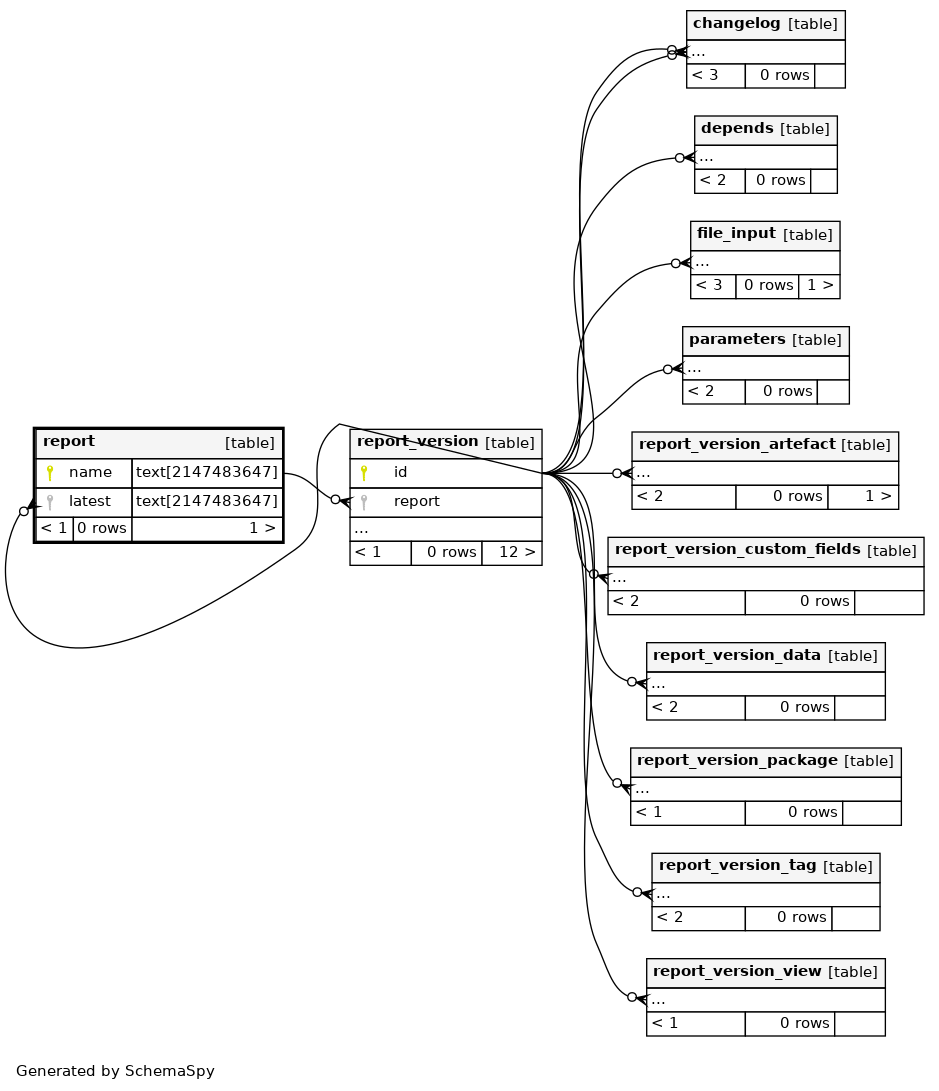 changelog [table]
...
< 3 0 rows
depends [table]
...
< 2 0 rows
file_input [table]
...
< 3 0 rows 1 >
parameters [table]
...
< 2 0 rows
report [table]
name text[2147483647]
latest text[2147483647]
< 1 0 rows 1 >
report_version [table]
id
report
...
< 1 0 rows 12 >
report_version_artefact [table]
...
< 2 0 rows 1 >
report_version_custom_fields [table]
...
< 2 0 rows
report_version_data [table]
...
< 2 0 rows
report_version_package [table]
...
< 1 0 rows
report_version_tag [table]
...
< 2 0 rows
report_version_view [table]
...
< 1 0 rows
Generated by SchemaSpy